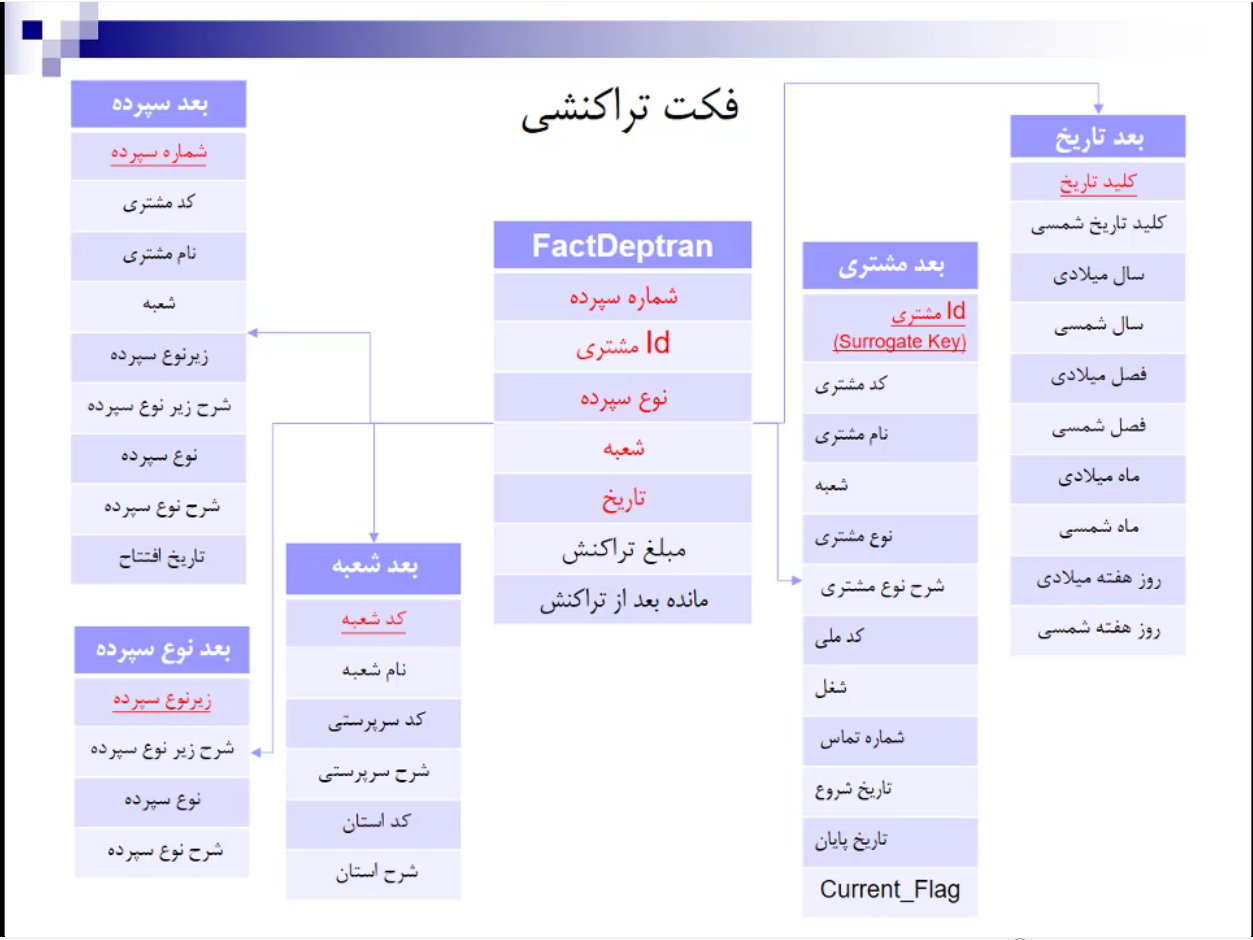 فکت تراکنشی
بعد سپرده
شماره سپرده
کد مشتری
نام مشتری
شعبه
زیرنوع سپرده
شرح زیر نوع سپرده
نوع سپرده
شرح نوع سپرده
تاریخ افتتاح
بعد نوع سپرده
زیرنوع سپرده
شرح زیر نوع سپرده
نوع سپرده
شرح نوع سپرده
بعد شعبه
کد شعبه
نام شعبه
کد سرپرستی
شرح سرپرستی
کد استان
شرح استان
FactDeptran
شماره سپرده
Id مشتری
نوع سپرده
شعبه
تاریخ
مبلغ تراکنش
مانده بعد از تراکنش
بعد مشتری
Id مشتری
(Surrogate Key)
کد مشتری
نام مشتری
شعبه
نوع مشتری
شرح نوع مشتری
کد ملی
شغل
شماره تماس
تاریخ شروع
تاریخ پایان
Current_Flag
بعد تاریخ
کلید تاریخ
کلید تاریخ شمسی
سال میلادی
سال شمسی
فصل میلادی
فصل شمسی
ماه میلادی
ماه شمسی
روز هفته میلادی
روز هفته شمسی